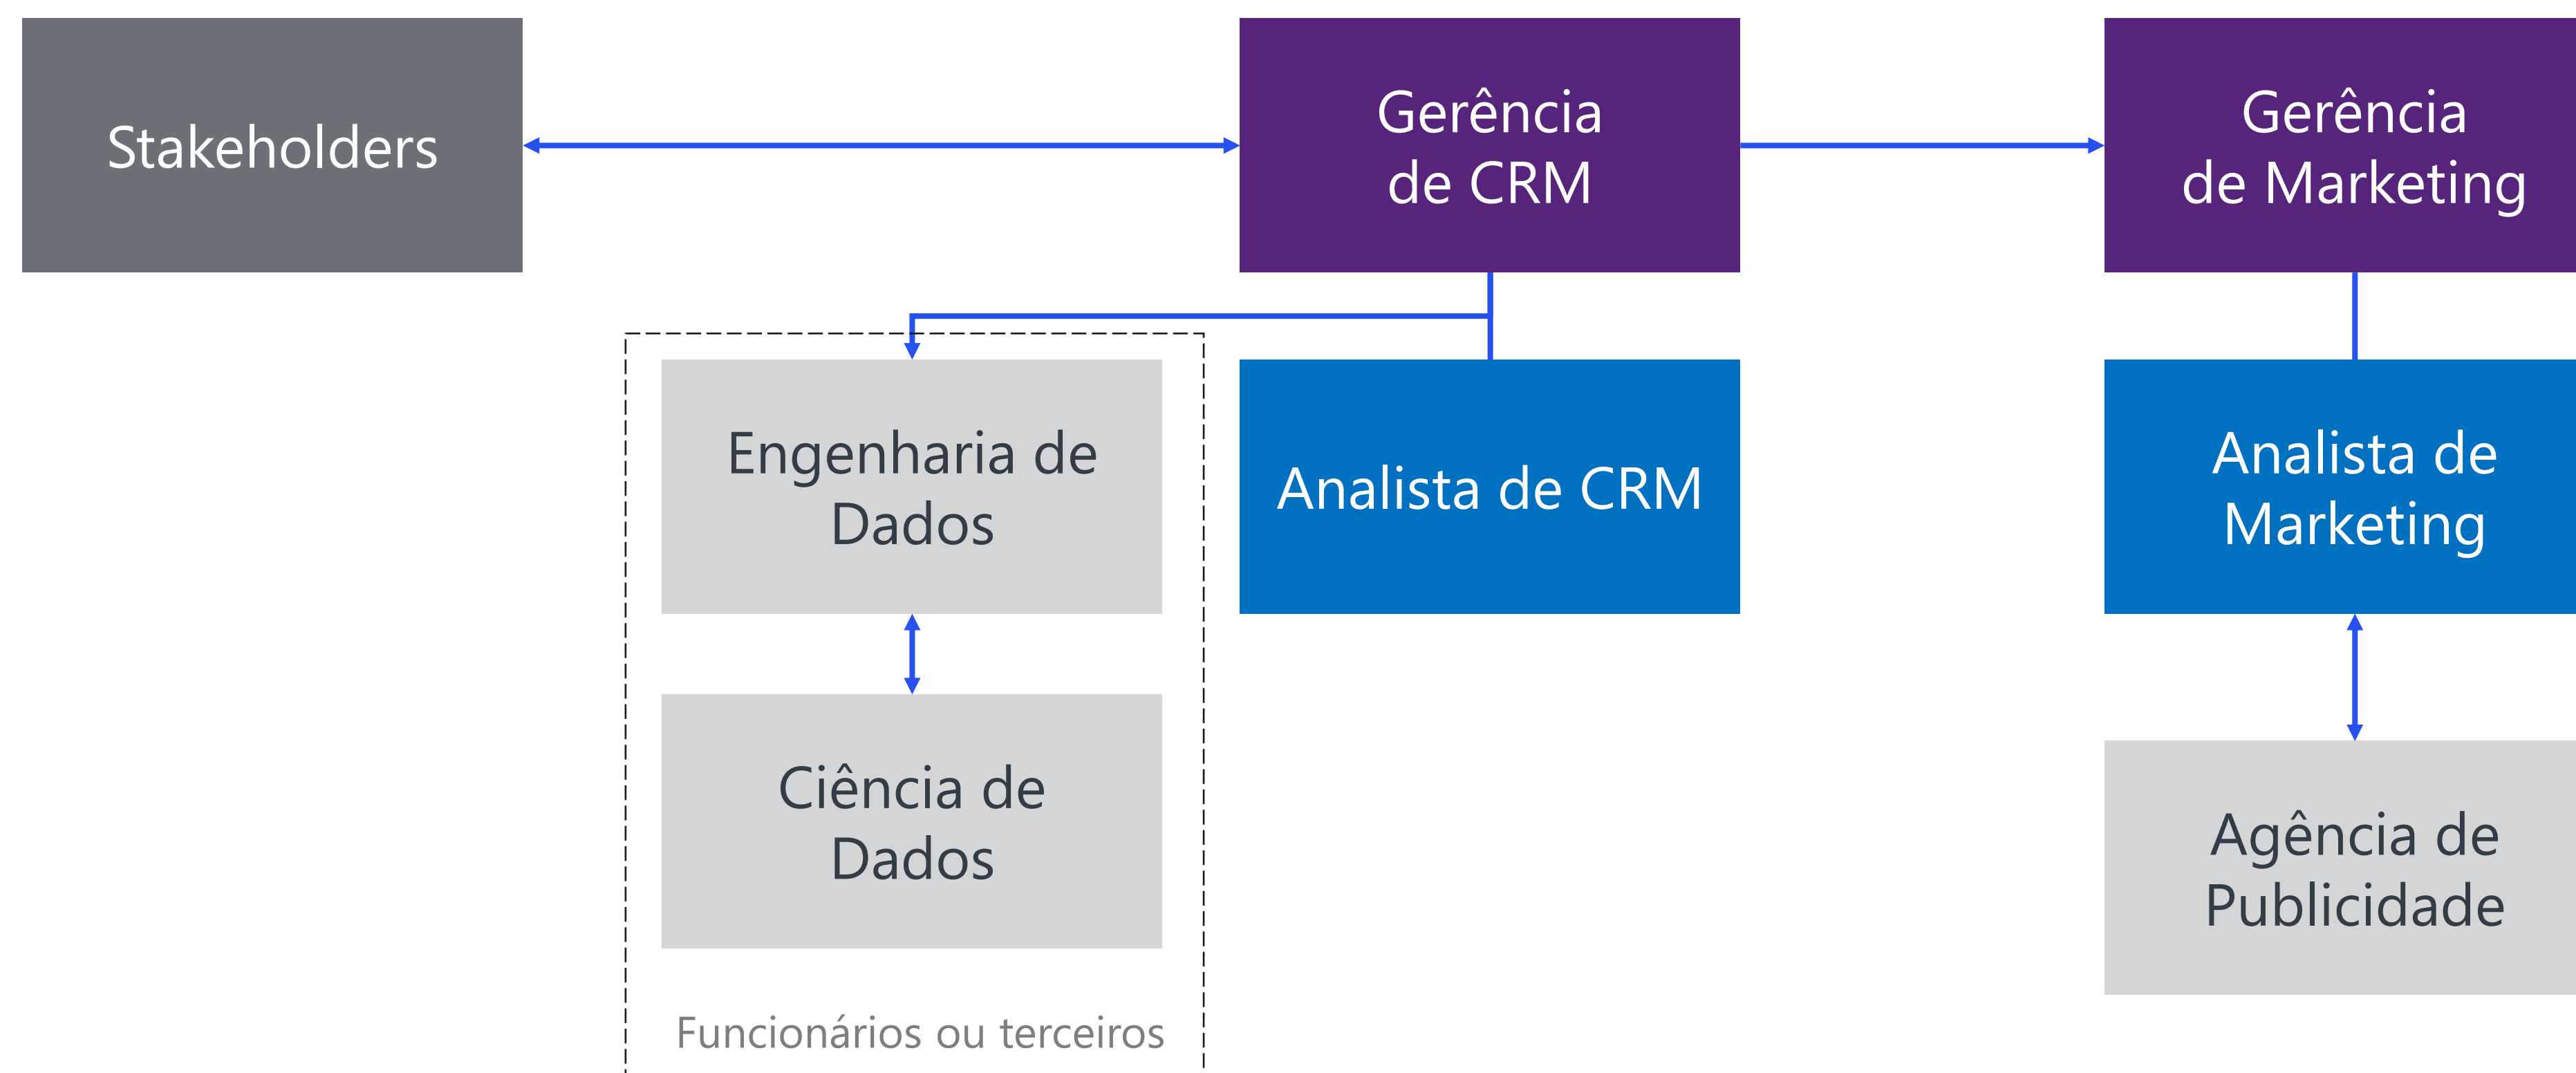 Stakeholders
Gerência
de CRM
Gerência
de Marketing
Engenharia de
Dados
Analista de CRM
Analista de
Marketing
Ciência de
Dados
Agência de
Publicidade
Funcionários ou terceiros